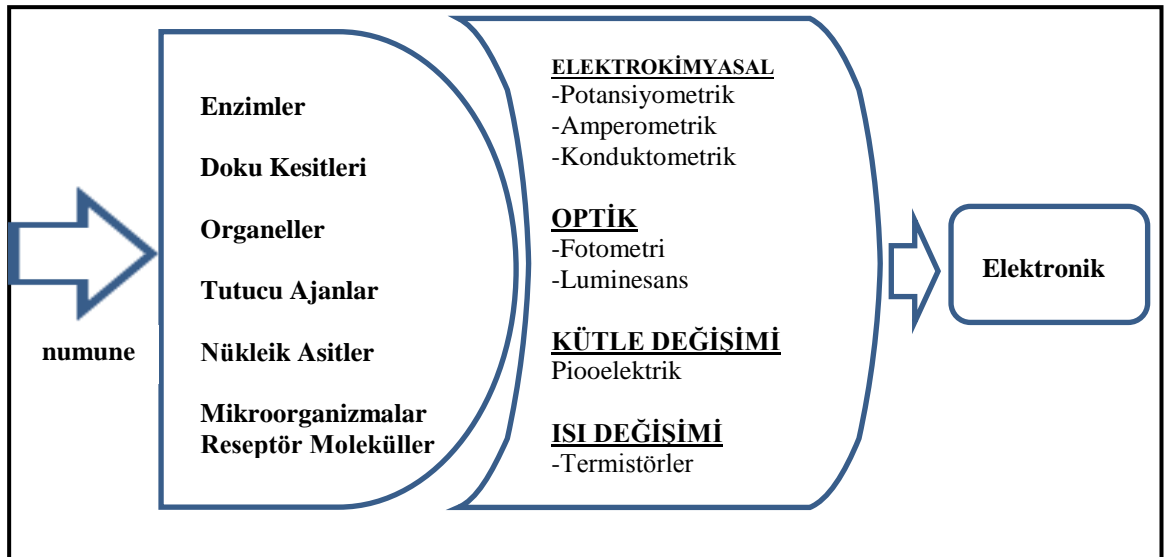 numune
Enzimler
Doku Kesitleri
Organeller
Tutucu Ajanlar
Nükleik Asitler
Mikroorganizmalar
Reseptör Moleküller
ELEKTROKİMYASAL
-Potansiyometrik
-Amperometrik
-Konduktometrik
OPTİK
-Fotometri
-Luminesans
KÜTLE DEĞİŞİMİ
Piooelektrik
ISI DEĞİŞİMİ
-Termistörler
Elektronik